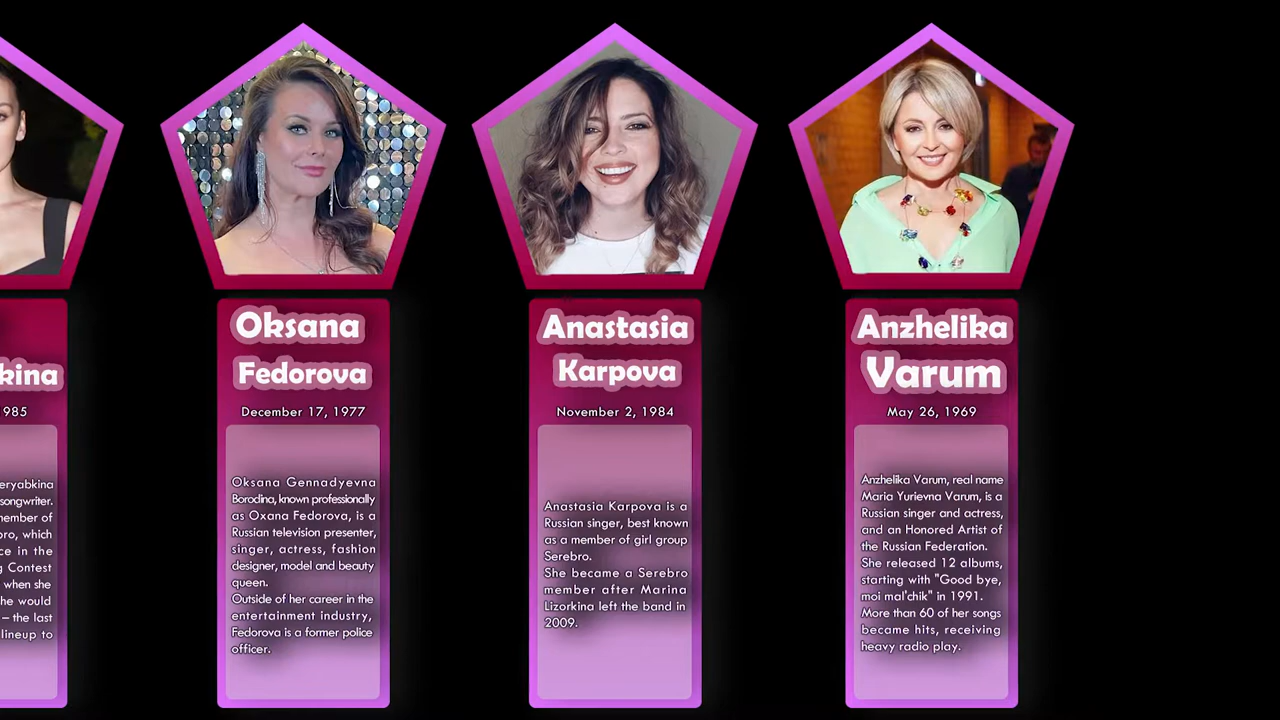 kina
985
eryabkina
songwriter.
ember of
bro, which
ce in the
g Contest
when she
he would
– the last
lineup to
Oksana
Fedorova
December 17, 1977
Oksana Gennadyevna
Borodina, known professionally
as Oxana Fedorova, is a
Russian television presenter,
singer, actress, fashion
designer, model and beauty
queen.
Outside of her career in the
entertainment industry,
Fedorova is a former police
officer.
Anastasia
Karpova
November 2, 1984
Anastasia Karpova is a
Russian singer, best known
as a member of girl group
Serebro.
She became a Serebro
member after Marina
Lizorkina left the band in
2009.
Anzhelika
Varum
May 26, 1969
Anzhelika Varum, real name
Maria Yurievna Varum, is a
Russian singer and actress,
and an Honored Artist of
the Russian Federation.
She released 12 albums,
starting with "Good bye,
moi mal'chik" in 1991.
More than 60 of her songs
became hits, receiving
heavy radio play.